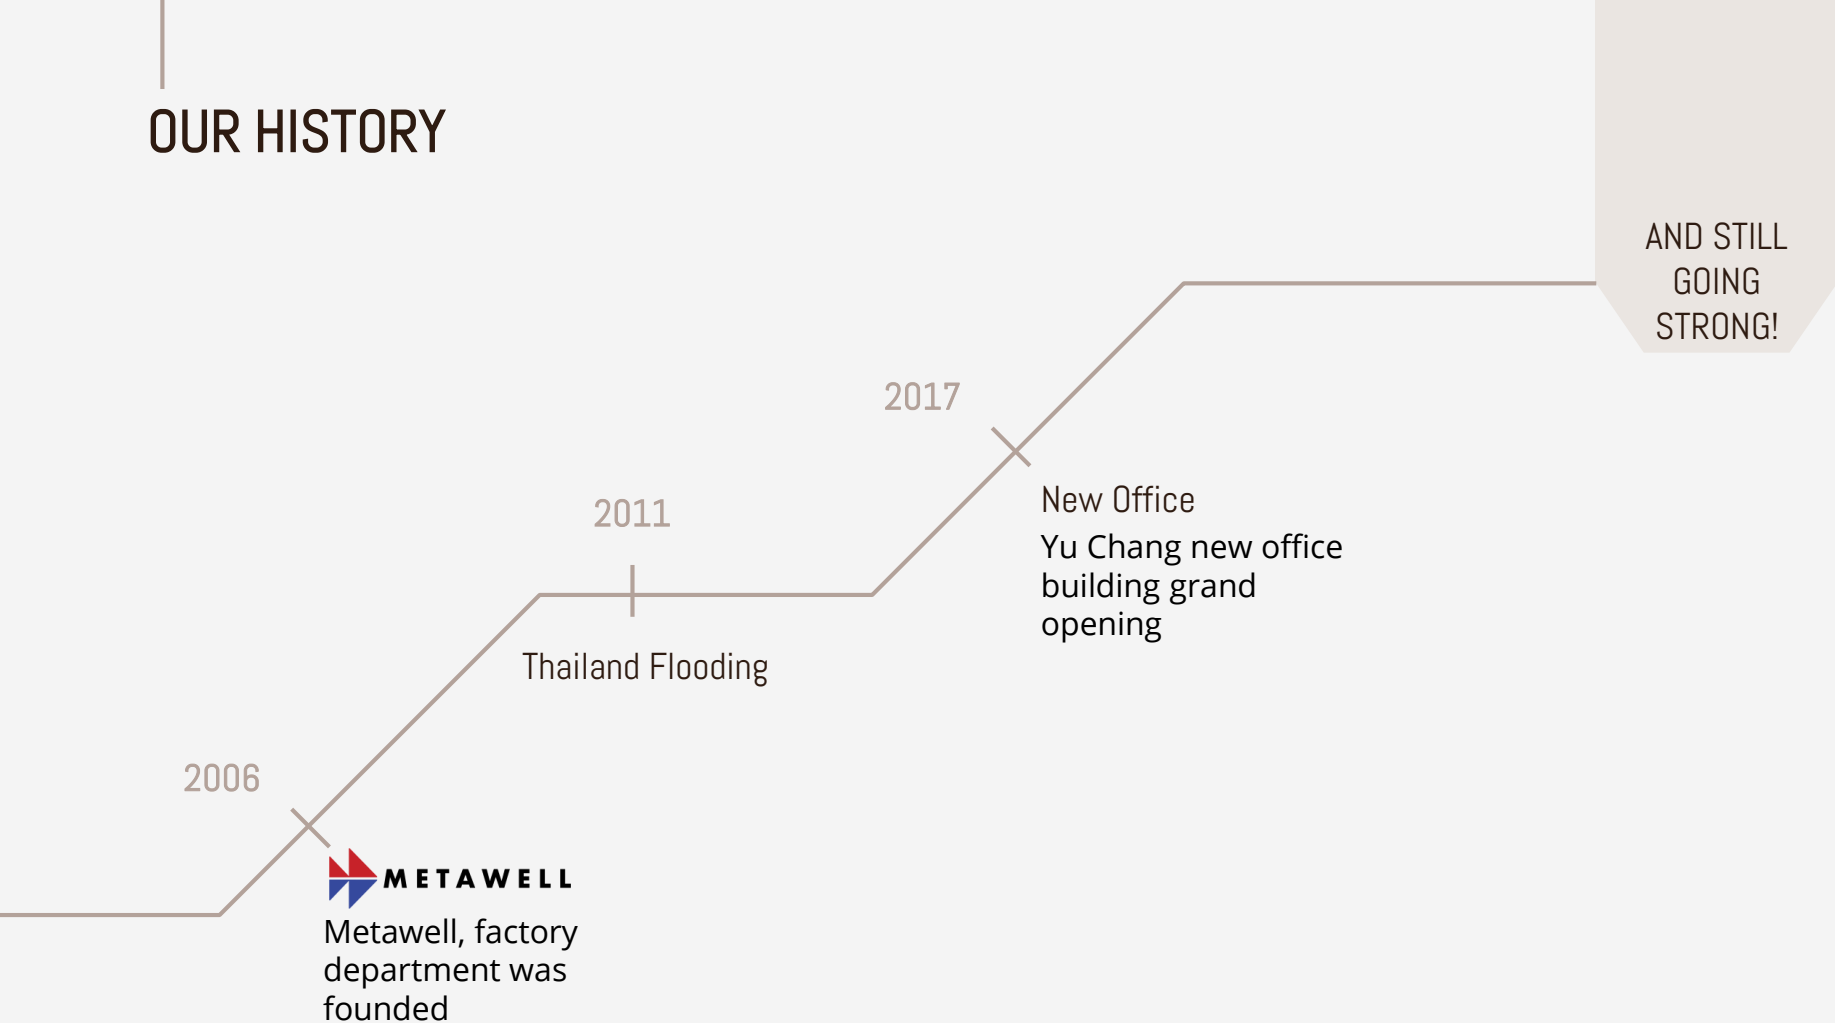 OUR HISTORY
AND STILL
GOING
STRONG!
2017
New Office
Yu Chang new office
building grand
opening
2011
Thailand Flooding
2006
METAWELL
Metawell, factory
department was
founded